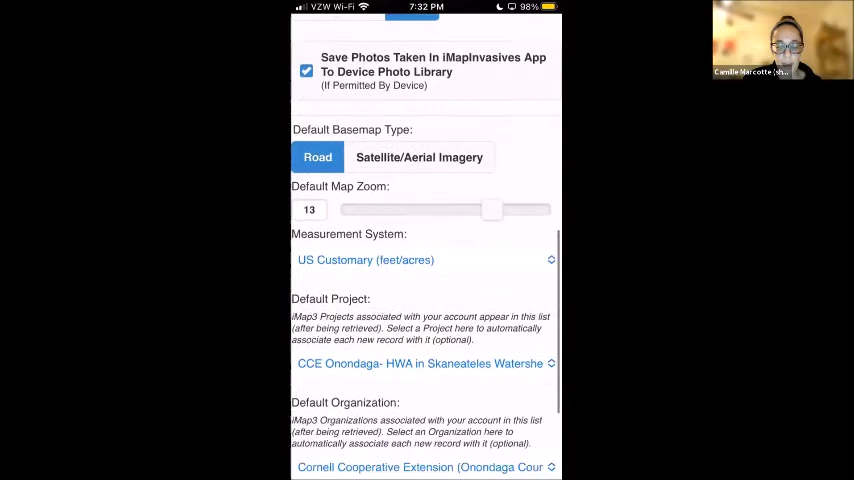 VZW Wi-Fi
7:32 PM
98%
Camille Marcotte (sh...
Save Photos Taken In iMapInvasives App
To Device Photo Library
(If Permitted By Device)
Default Basemap Type:
Road
Satellite/Aerial Imagery
Default Map Zoom:
13
Measurement System:
US Customary (feet/acres)
Default Project:
iMap3 Projects associated with your account appear in this list
(after being retrieved). Select a Project here to automatically
associate each new record with it (optional).
CCE Onondaga- HWA in Skaneateles Watershe
Default Organization:
iMap3 Organizations associated with your account in this list
(after being retrieved). Select an Organization here to
automatically associate each new record with it (optional).
Cornell Cooperative Extension (Onondaga Cour